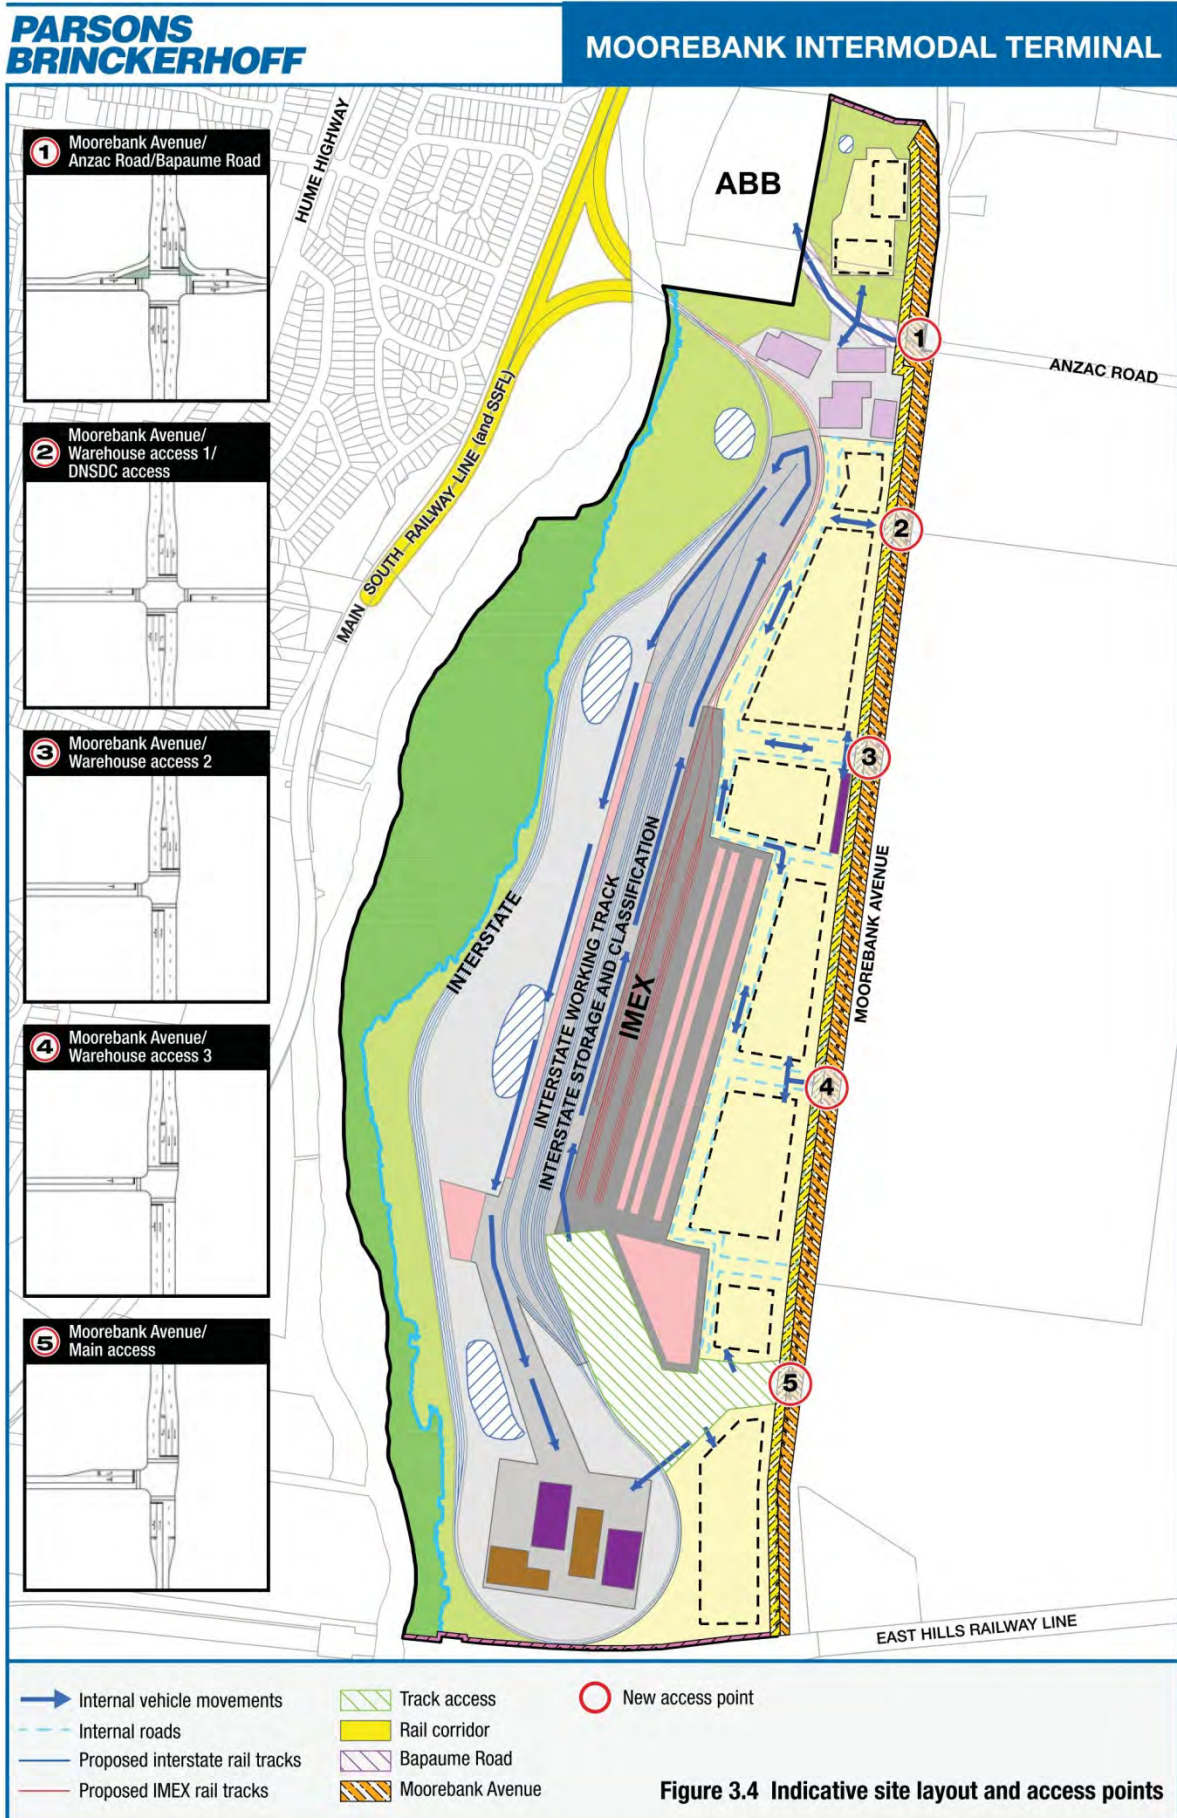 PARSONS
BRINCKERHOFF
MOOREBANK INTERMODAL TERMINAL
1 Moorebank Avenue/
Anzac Road/Bapaume Road
2 Moorebank Avenue/
Warehouse access 1/
DNSDC access
3 Moorebank Avenue/
Warehouse access 2
4 Moorebank Avenue/
Warehouse access 3
5 Moorebank Avenue/
Main access
HUME HIGHWAY
ABB
1
ANZAC ROAD
MAIN SOUTH RAILWAY LINE (and SSFL)
2
3
MOOREBANK AVENUE
INTERSTATE
INTERSTATE WORKING TRACK
INTERSTATE STORAGE AND CLASSIFICATION
IMEX
4
5
EAST HILLS RAILWAY LINE
Internal vehicle movements
Internal roads
Proposed interstate rail tracks
Proposed IMEX rail tracks
Track access
Rail corridor
Bapaume Road
Moorebank Avenue
New access point
Figure 3.4 Indicative site layout and access points